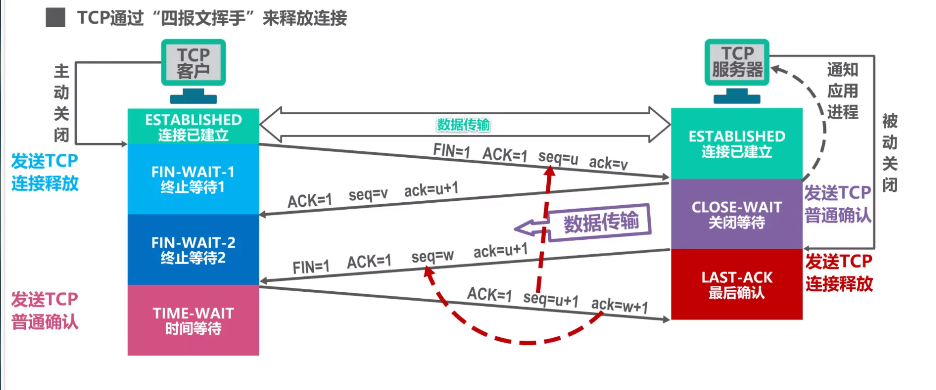 TCP通过“四报文挥手”来释放连接
TCP
客户
TCP
服务器
主动关闭
通知
应用
进程
被动关闭
ESTABLISHED
连接已建立
数据传输
ESTABLISHED
连接已建立
发送TCP
连接释放
FIN-WAIT-1
终止等待1
FIN=1 ACK=1 seq=u ack=v
ACK=1 seq=v ack=u+1
CLOSE-WAIT
关闭等待
发送TCP
普通确认
数据传输
FIN-WAIT-2
终止等待2
FIN=1 ACK=1 seq=w ack=u+1
LAST-ACK
最后确认
发送TCP
连接释放
发送TCP
普通确认
TIME-WAIT
时间等待
ACK=1 seq=u+1 ack=w+1